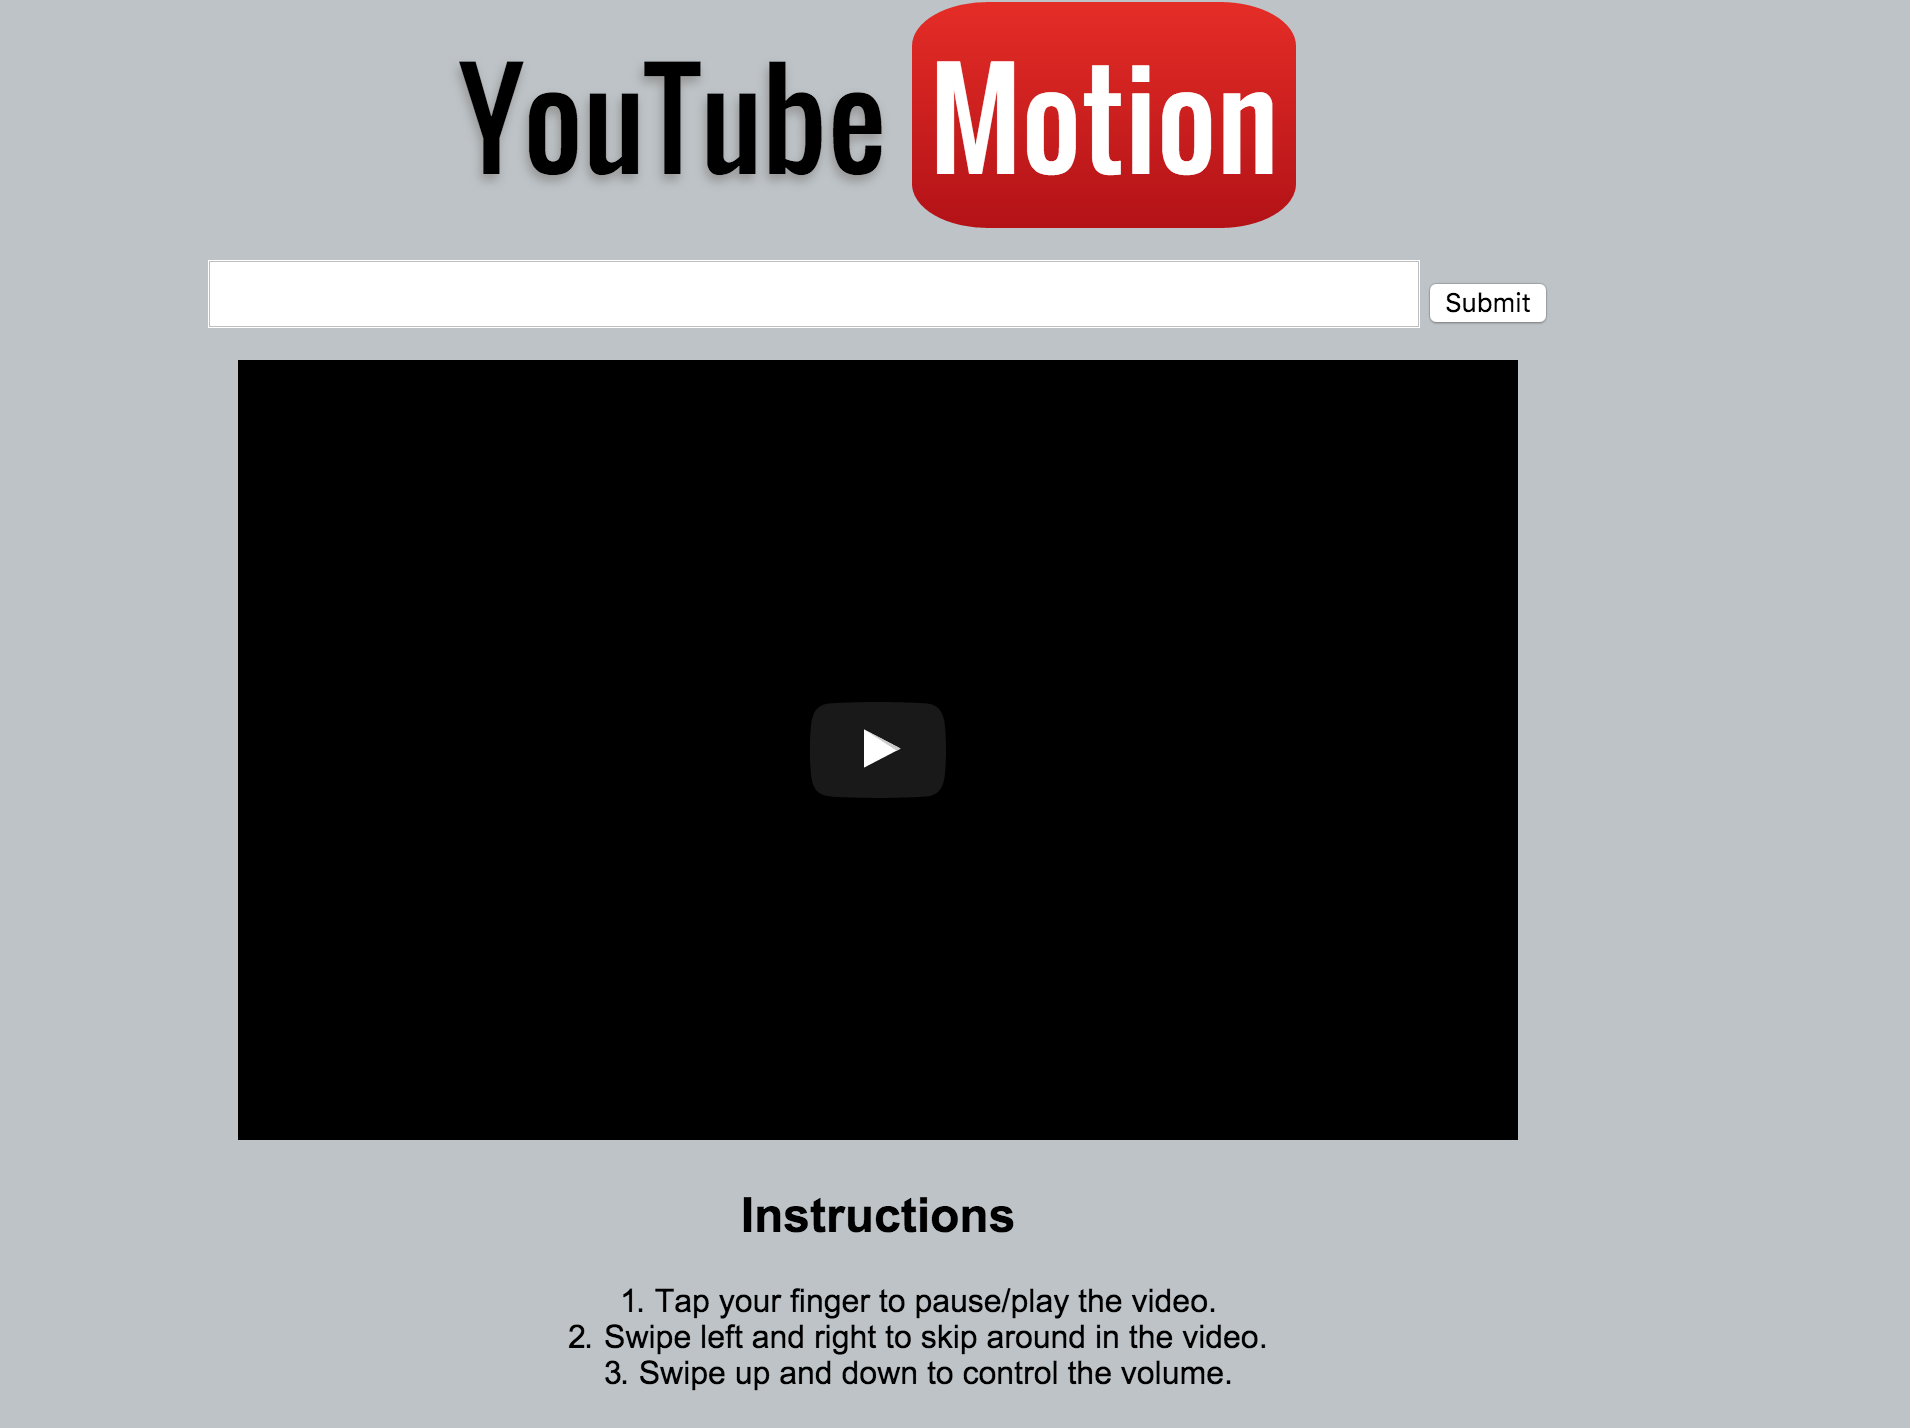 YouTube Motion
Submit
Instructions
1. Tap your finger to pause/play the video.
2. Swipe left and right to skip around in the video.
3. Swipe up and down to control the volume.